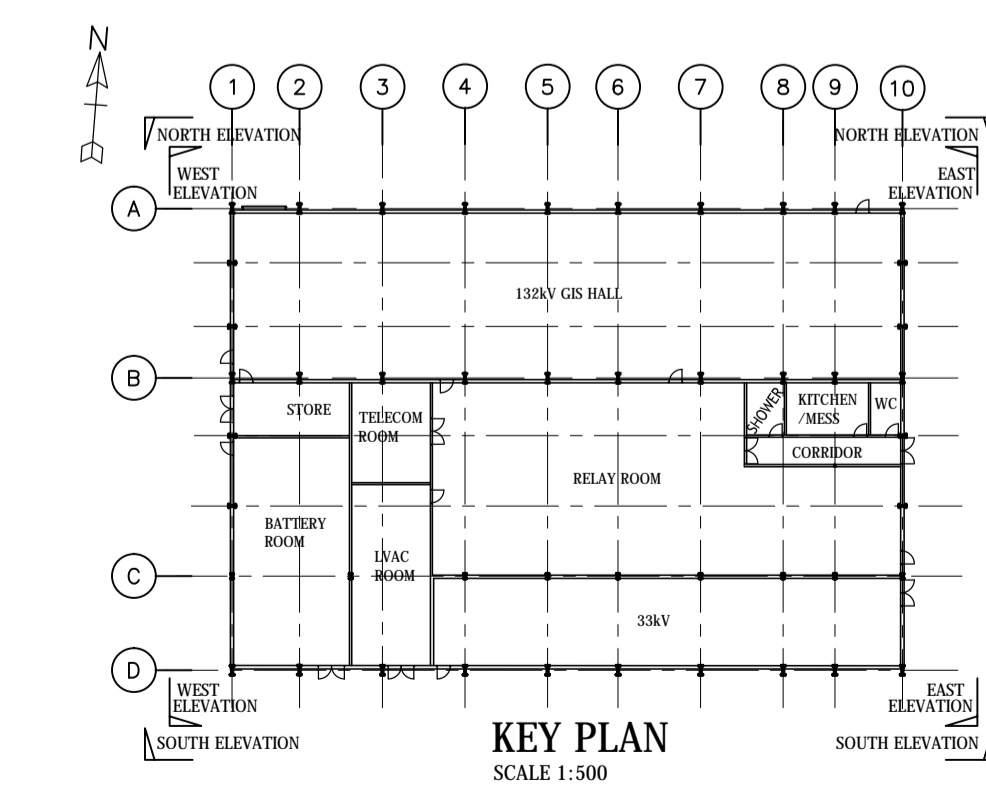 N
1 2 3 4 5 6 7 8 9 10
NORTH ELEVATION
NORTH ELEVATION
WEST
ELEVATION
EAST
ELEVATION
A
132kV GIS HALL
B
STORE
TELECOM
ROOM
SHOWER
KITCHEN
/MESS
WC
CORRIDOR
RELAY ROOM
BATTERY
ROOM
LVAC
ROOM
C
33kV
D
WEST
ELEVATION
EAST
ELEVATION
SOUTH ELEVATION
SOUTH ELEVATION
KEY PLAN
SCALE 1:500